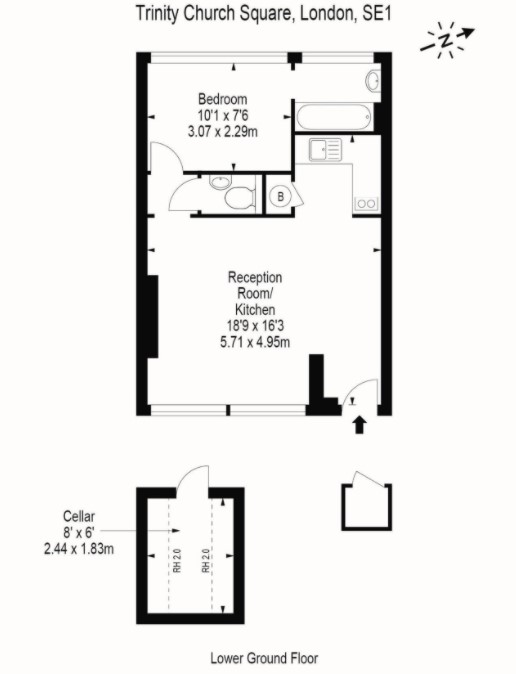 Trinity Church Square, London, SE1
N
Bedroom
10'1 x 7'6
3.07 x 2.29m
B
Reception
Room/
Kitchen
18'9 x 16'3
5.71 x 4.95m
Cellar
8' x 6'
2.44 x 1.83m
RH 2.0
RH 2.0
Lower Ground Floor